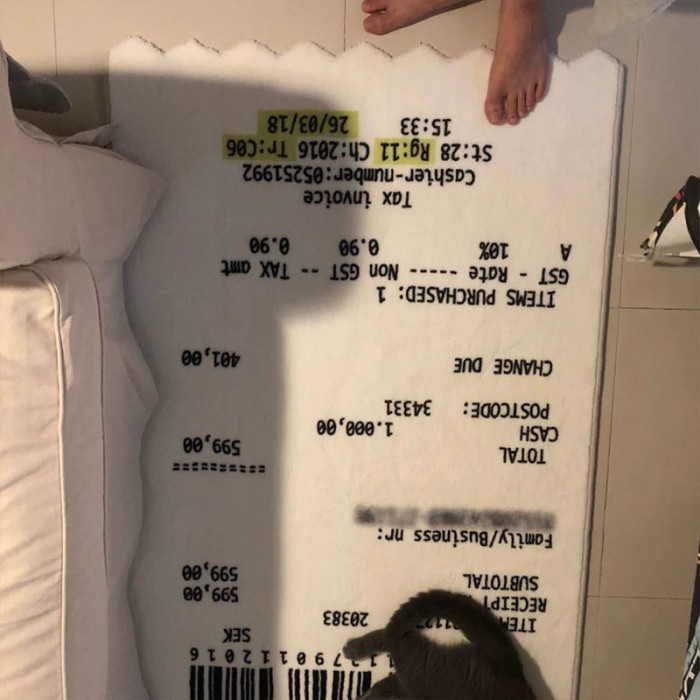 SEK
20383
RECEIPT 599,00
SUBTOTAL 599,00
Family/Business nr:
==========
TOTAL 599,00
CASH 1.000,00
POSTCODE: 34331
CHANGE DUE 401,00
ITEMS PURCHASED: 1
GST - Rate ----- Non GST -- TAX amt
A 10% 0.90 0.90
Tax invoice
Cashier-number:05251992
St:28 Rg:11 Ch:2016 Tr:C06
15:33 26/03/18